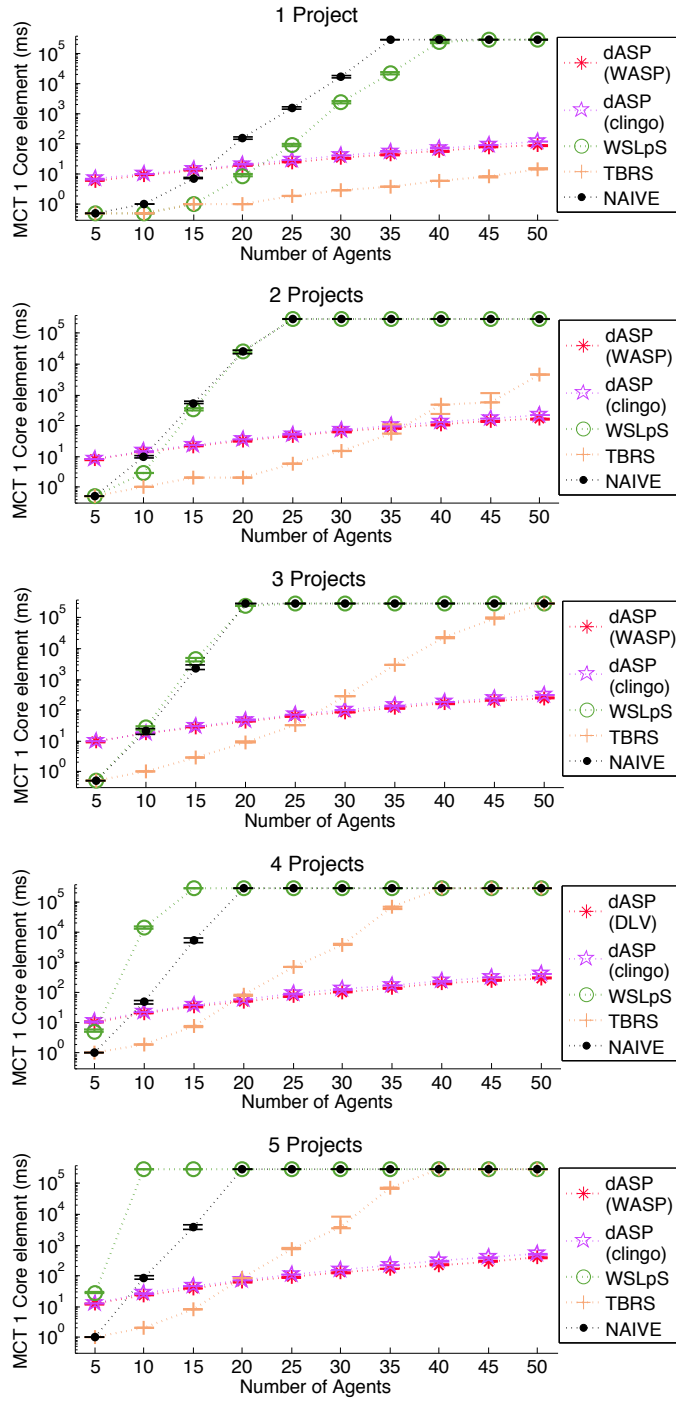 1 Project
MCT 1 Core element (ms)
10^5
10^4
10^3
10^2
10^1
10^0
5 10 15 20 25 30 35 40 45 50
Number of Agents
dASP
(WASP)
dASP
(clingo)
WSLpS
TBRS
NAIVE
2 Projects
MCT 1 Core element (ms)
10^5
10^4
10^3
10^2
10^1
10^0
5 10 15 20 25 30 35 40 45 50
Number of Agents
dASP
(WASP)
dASP
(clingo)
WSLpS
TBRS
NAIVE
3 Projects
MCT 1 Core element (ms)
10^5
10^4
10^3
10^2
10^1
10^0
5 10 15 20 25 30 35 40 45 50
Number of Agents
dASP
(WASP)
dASP
(clingo)
WSLpS
TBRS
NAIVE
4 Projects
MCT 1 Core element (ms)
10^5
10^4
10^3
10^2
10^1
10^0
5 10 15 20 25 30 35 40 45 50
Number of Agents
dASP
(DLV)
dASP
(clingo)
WSLpS
TBRS
NAIVE
5 Projects
MCT 1 Core element (ms)
10^5
10^4
10^3
10^2
10^1
10^0
5 10 15 20 25 30 35 40 45 50
Number of Agents
dASP
(WASP)
dASP
(clingo)
WSLpS
TBRS
NAIVE